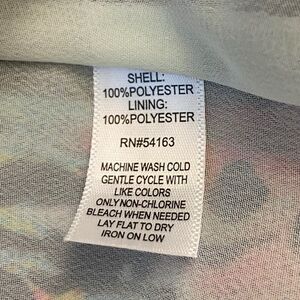 SHELL:
100%POLYESTER
LINING:
100%POLYESTER
RN#54163
MACHINE WASH COLD
GENTLE CYCLE WITH
LIKE COLORS
ONLY NON-CHLORINE
BLEACH WHEN NEEDED
LAY FLAT TO DRY
IRON ON LOW